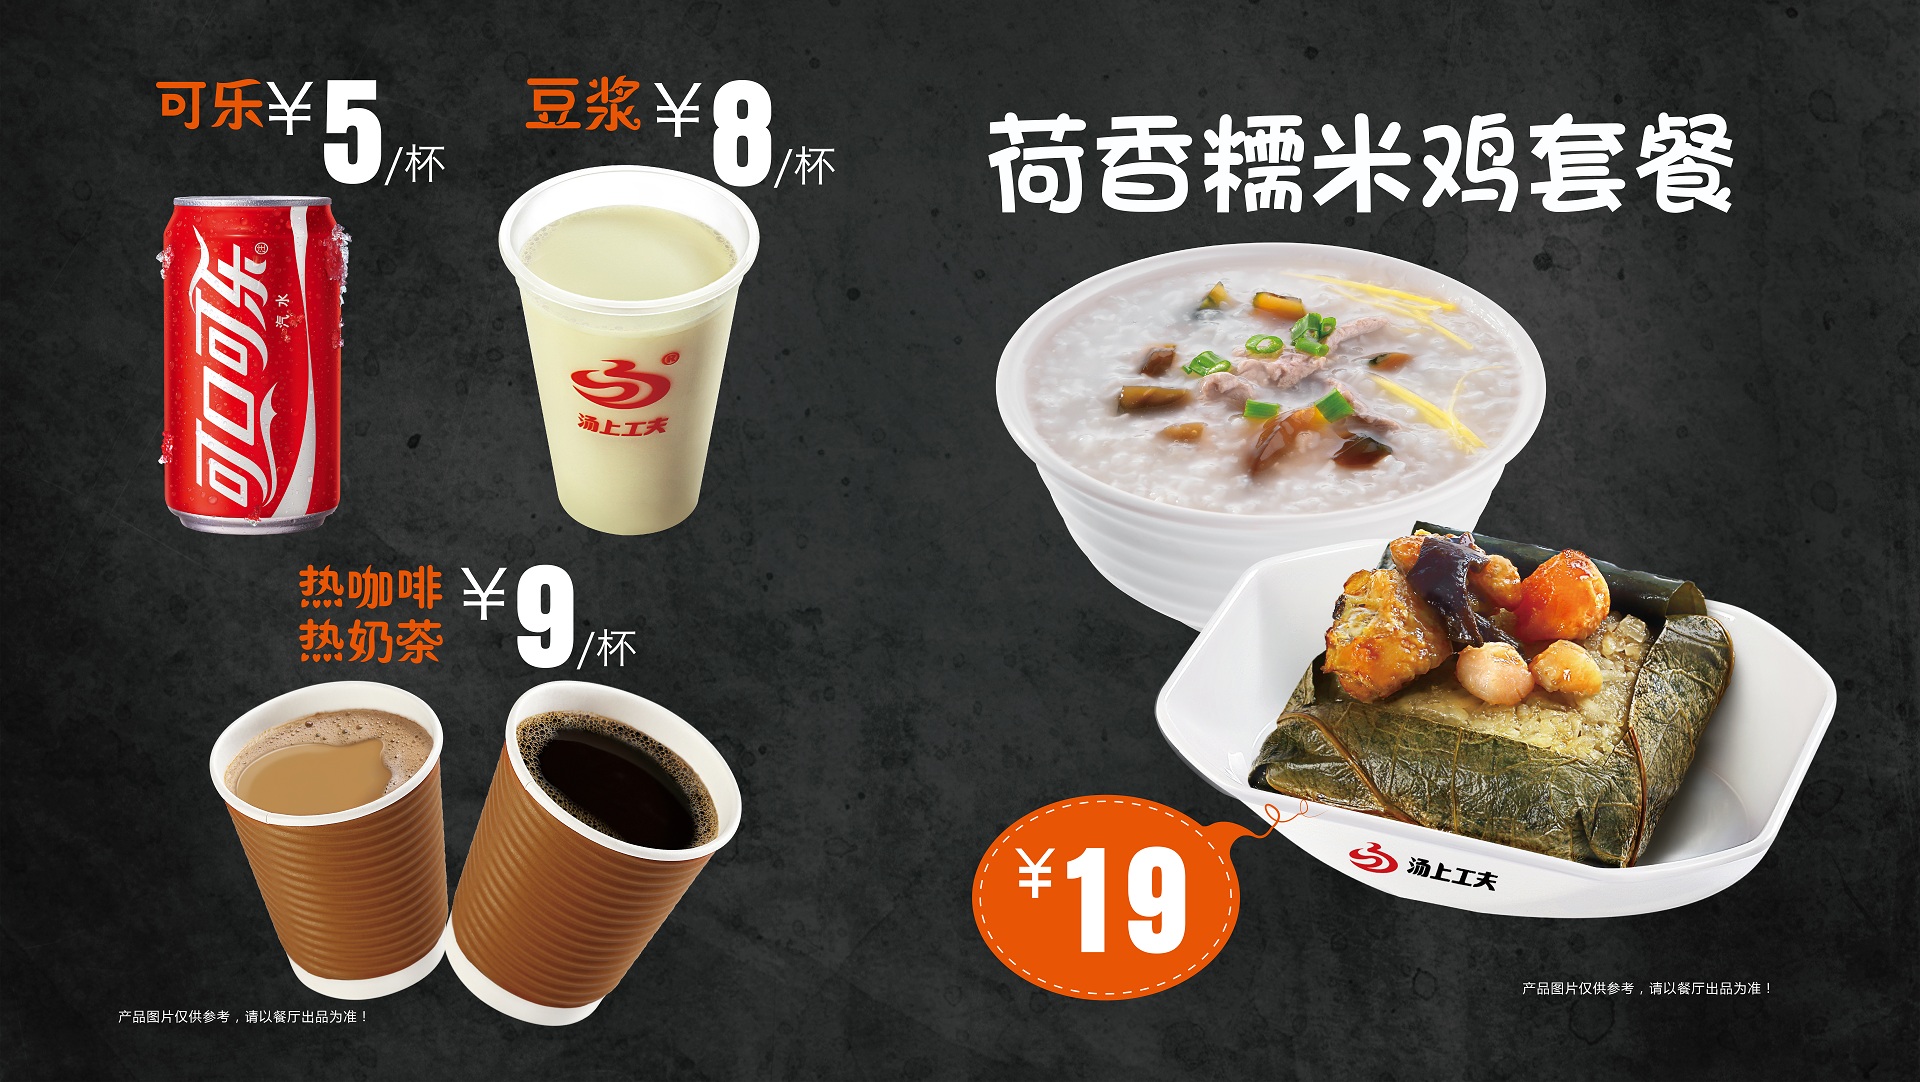 可乐¥5/杯
豆浆¥8/杯
可口可乐
汽水
汤上工夫
热咖啡
热奶茶
¥9/杯
产品图片仅供参考，请以餐厅出品为准！
荷香糯米鸡套餐
¥19
汤上工夫
产品图片仅供参考，请以餐厅出品为准！